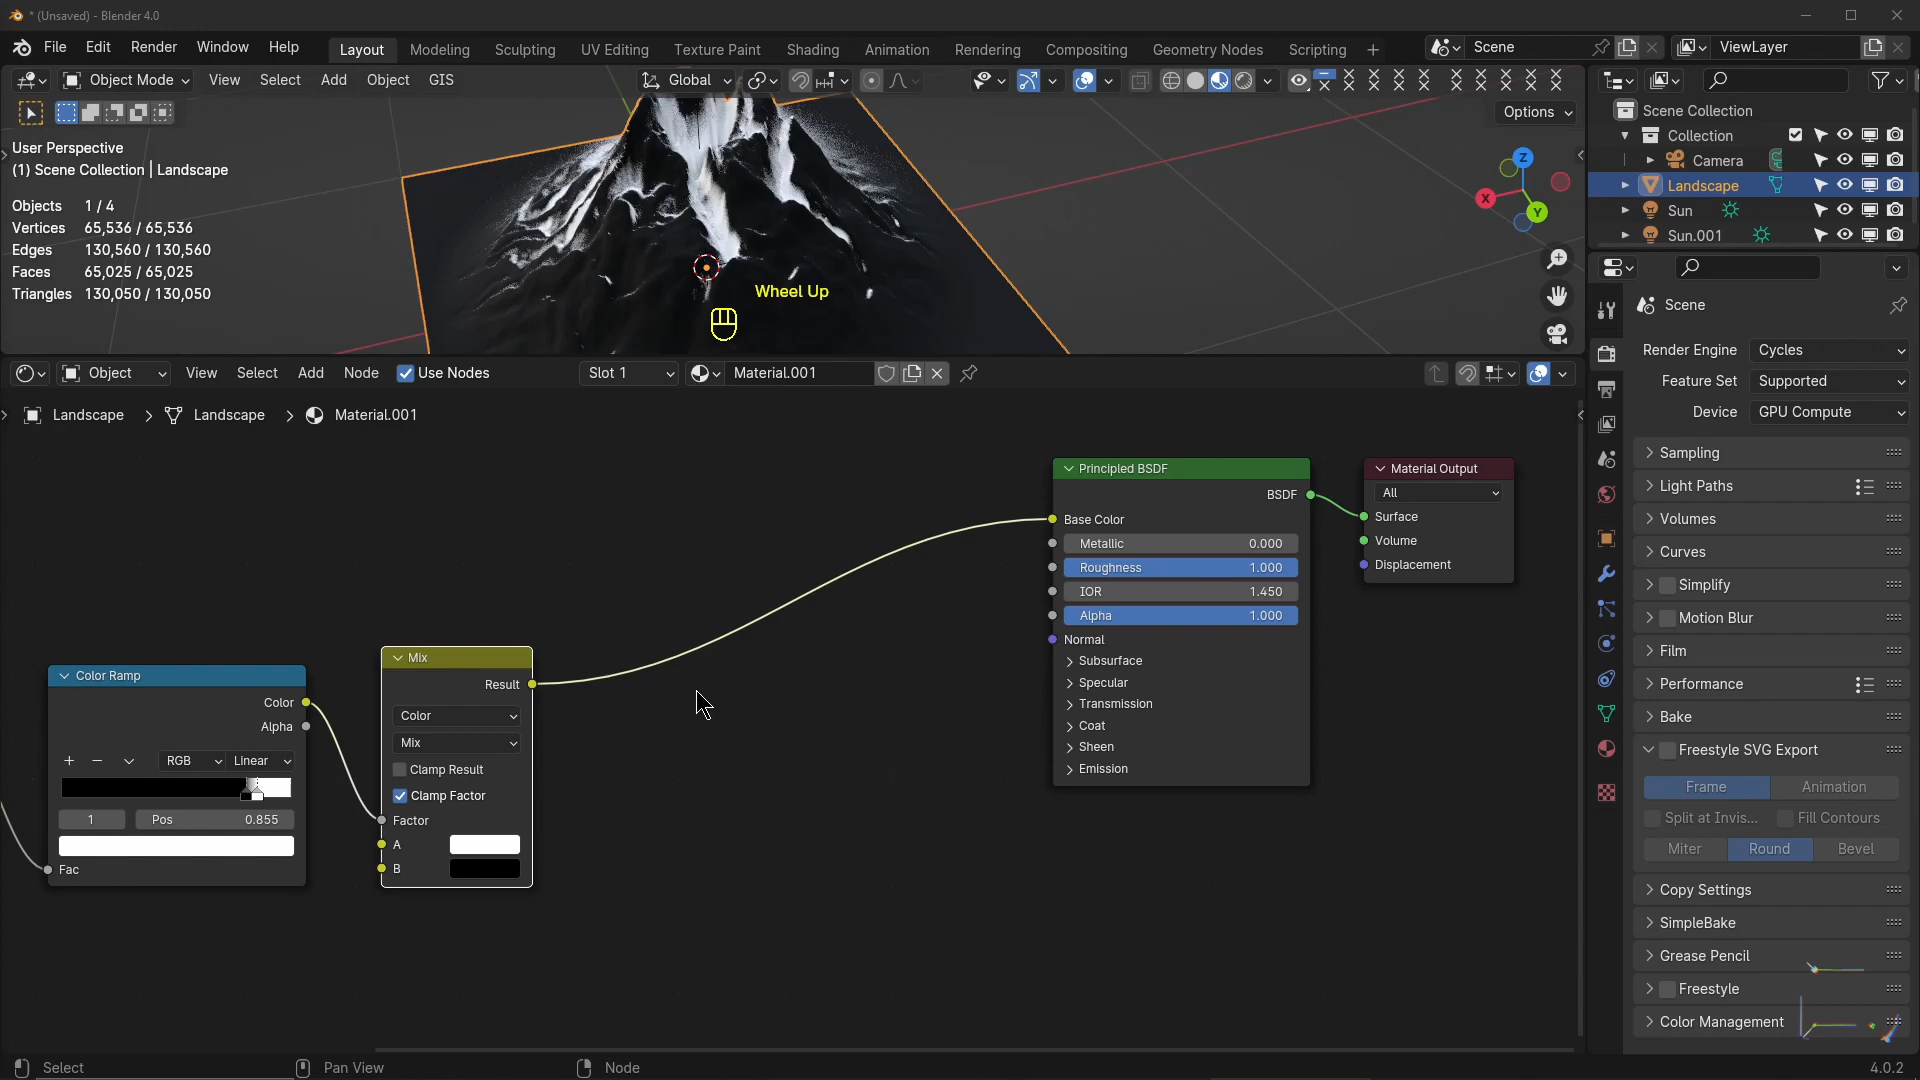 * (Unsaved) - Blender 4.0
File Edit Render Window Help Layout Modeling Sculpting UV Editing Texture Paint Shading Animation Rendering Compositing Geometry Nodes Scripting + Scene ViewLayer
Object Mode View Select Add Object GIS Global
Options
User Perspective
(1) Scene Collection | Landscape
Objects 1 / 4
Vertices 65,536 / 65,536
Edges 130,560 / 130,560
Faces 65,025 / 65,025
Triangles 130,050 / 130,050
Wheel Up
Z
X
Y
Scene Collection
Collection
Camera
Landscape
Sun
Sun.001
Object View Select Add Node Use Nodes Slot 1 Material.001
Landscape > Landscape > Material.001
Color Ramp
Color
Alpha
RGB Linear
1 Pos 0.855
Fac
Mix
Result
Color
Mix
Clamp Result
Clamp Factor
Factor
A
B
Principled BSDF
BSDF
Base Color
Metallic 0.000
Roughness 1.000
IOR 1.450
Alpha 1.000
Normal
Subsurface
Specular
Transmission
Coat
Sheen
Emission
Material Output
All
Surface
Volume
Displacement
Scene
Render Engine Cycles
Feature Set Supported
Device GPU Compute
Sampling
Light Paths
Volumes
Curves
Simplify
Motion Blur
Film
Performance
Bake
Freestyle SVG Export
Frame Animation
Split at Invis... Fill Contours
Miter Round Bevel
Copy Settings
SimpleBake
Grease Pencil
Freestyle
Color Management
Select Pan View Node 4.0.2